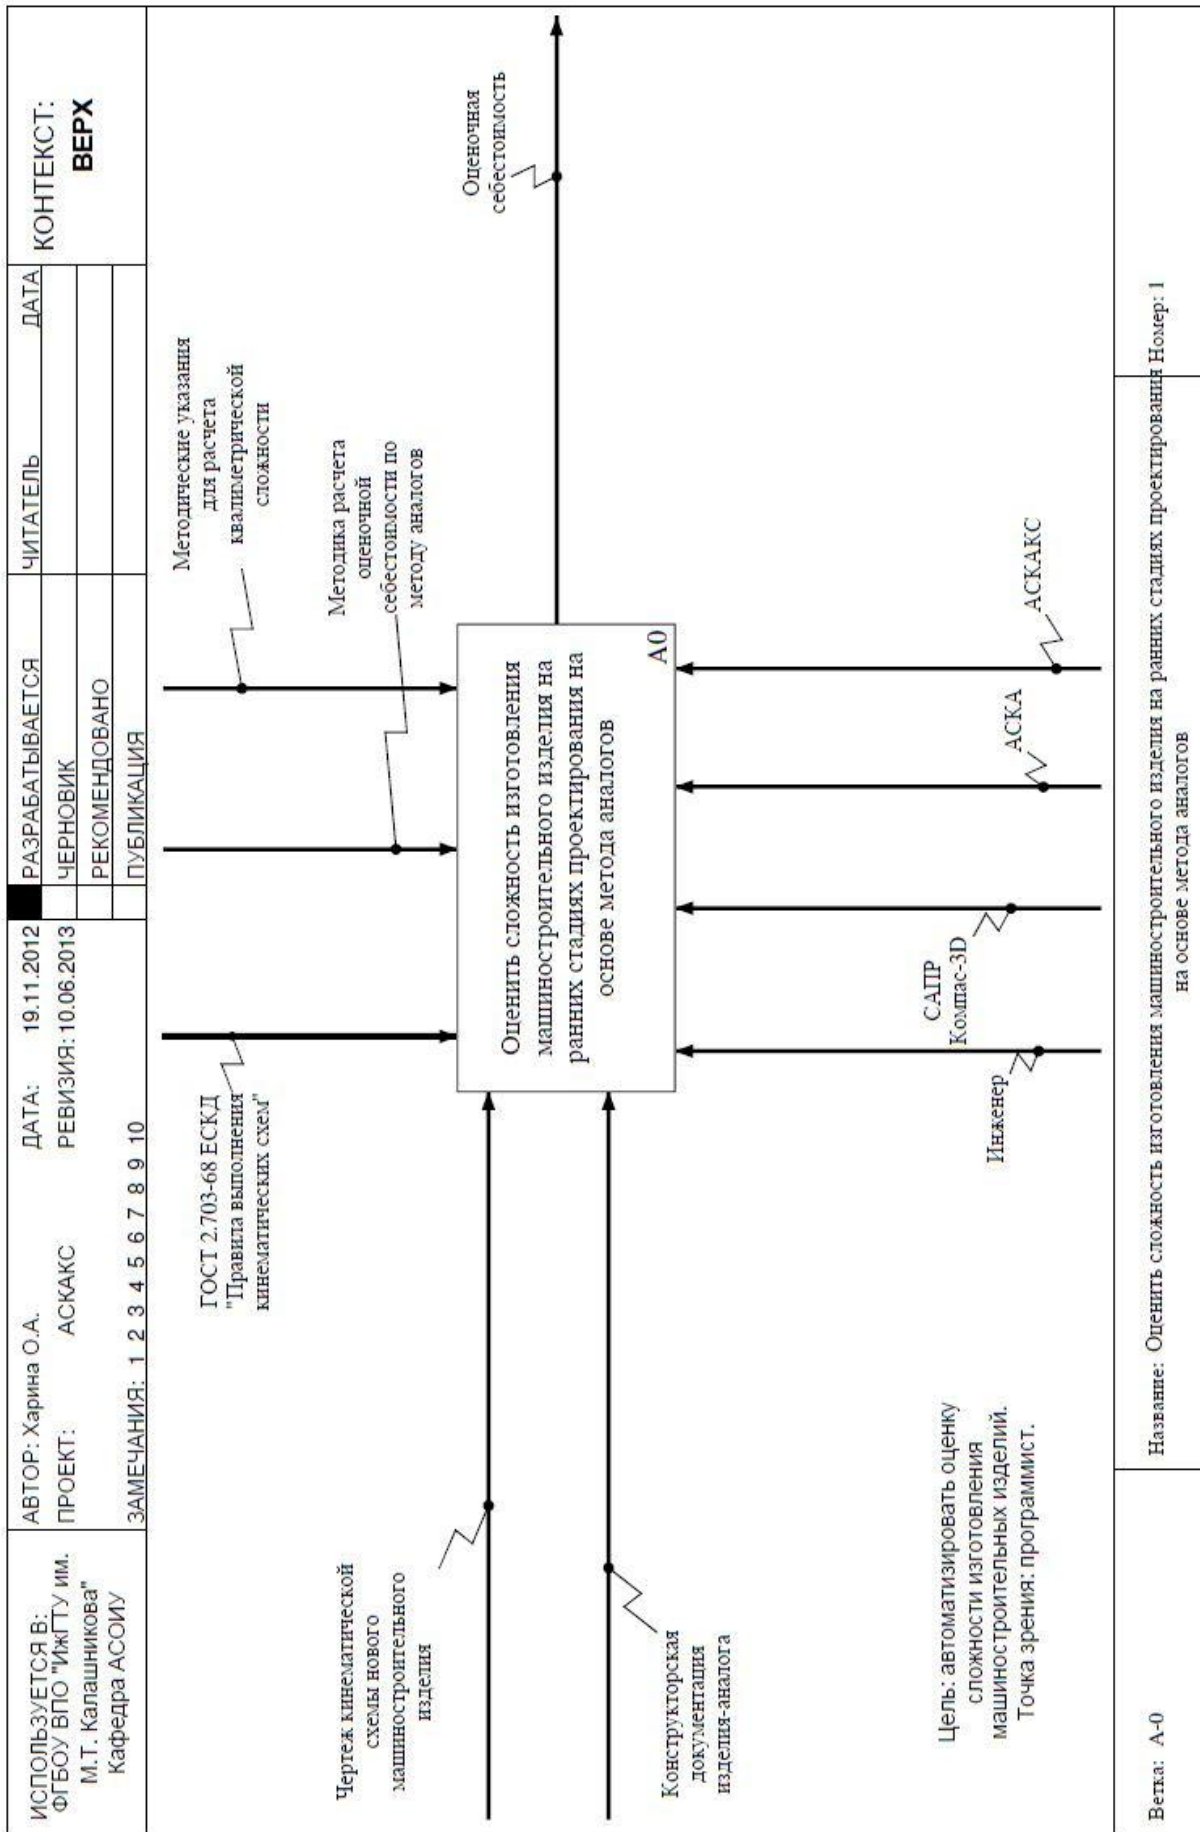 ИСПОЛЬЗУЕТСЯ В:
ФГБОУ ВПО "ИжГТУ им.
М.Т. Калашникова"
Кафедра АСОИУ
АВТОР: Харина О.А.
ДАТА: 19.11.2012
ПРОЕКТ: АСКАКС
РЕВИЗИЯ: 10.06.2013
ЗАМЕЧАНИЯ: 1 2 3 4 5 6 7 8 9 10
РАЗРАБАТЫВАЕТСЯ
ЧЕРНОВИК
РЕКОМЕНДОВАНО
ПУБЛИКАЦИЯ
ЧИТАТЕЛЬ
ДАТА
КОНТЕКСТ:
ВЕРХ
ГОСТ 2.703-68 ЕСКД
"Правила выполнения
кинематических схем"
Методические указания
для расчета
квалиметрической
сложности
Методика расчета
оценочной
себестоимости по
методу аналогов
Чертеж кинематической
схемы нового
машиностроительного
изделия
Конструкторская
документация
изделия-аналога
Оценить сложность изготовления
машиностроительного изделия на
ранних стадиях проектирования на
основе метода аналогов
А0
Оценочная
себестоимость
Инженер
САПР
Компас-3D
АСКА
АСКАКС
Цель: автоматизировать оценку
сложности изготовления
машиностроительных изделий.
Точка зрения: программист.
Ветка: А-0
Название: Оценить сложность изготовления машиностроительного изделия на ранних стадиях проектирования
на основе метода аналогов
Номер: 1